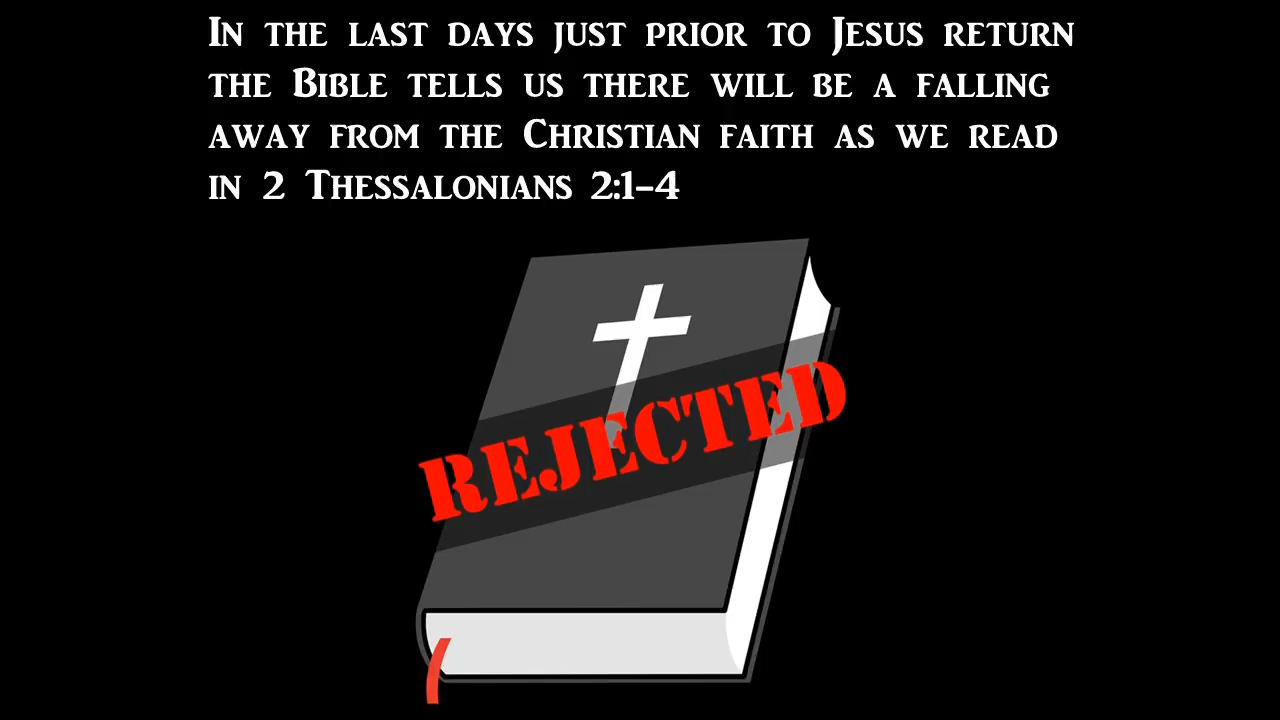 In the last days just prior to Jesus return
the Bible tells us there will be a falling
away from the Christian faith as we read
in 2 Thessalonians 2:1-4
REJECTED